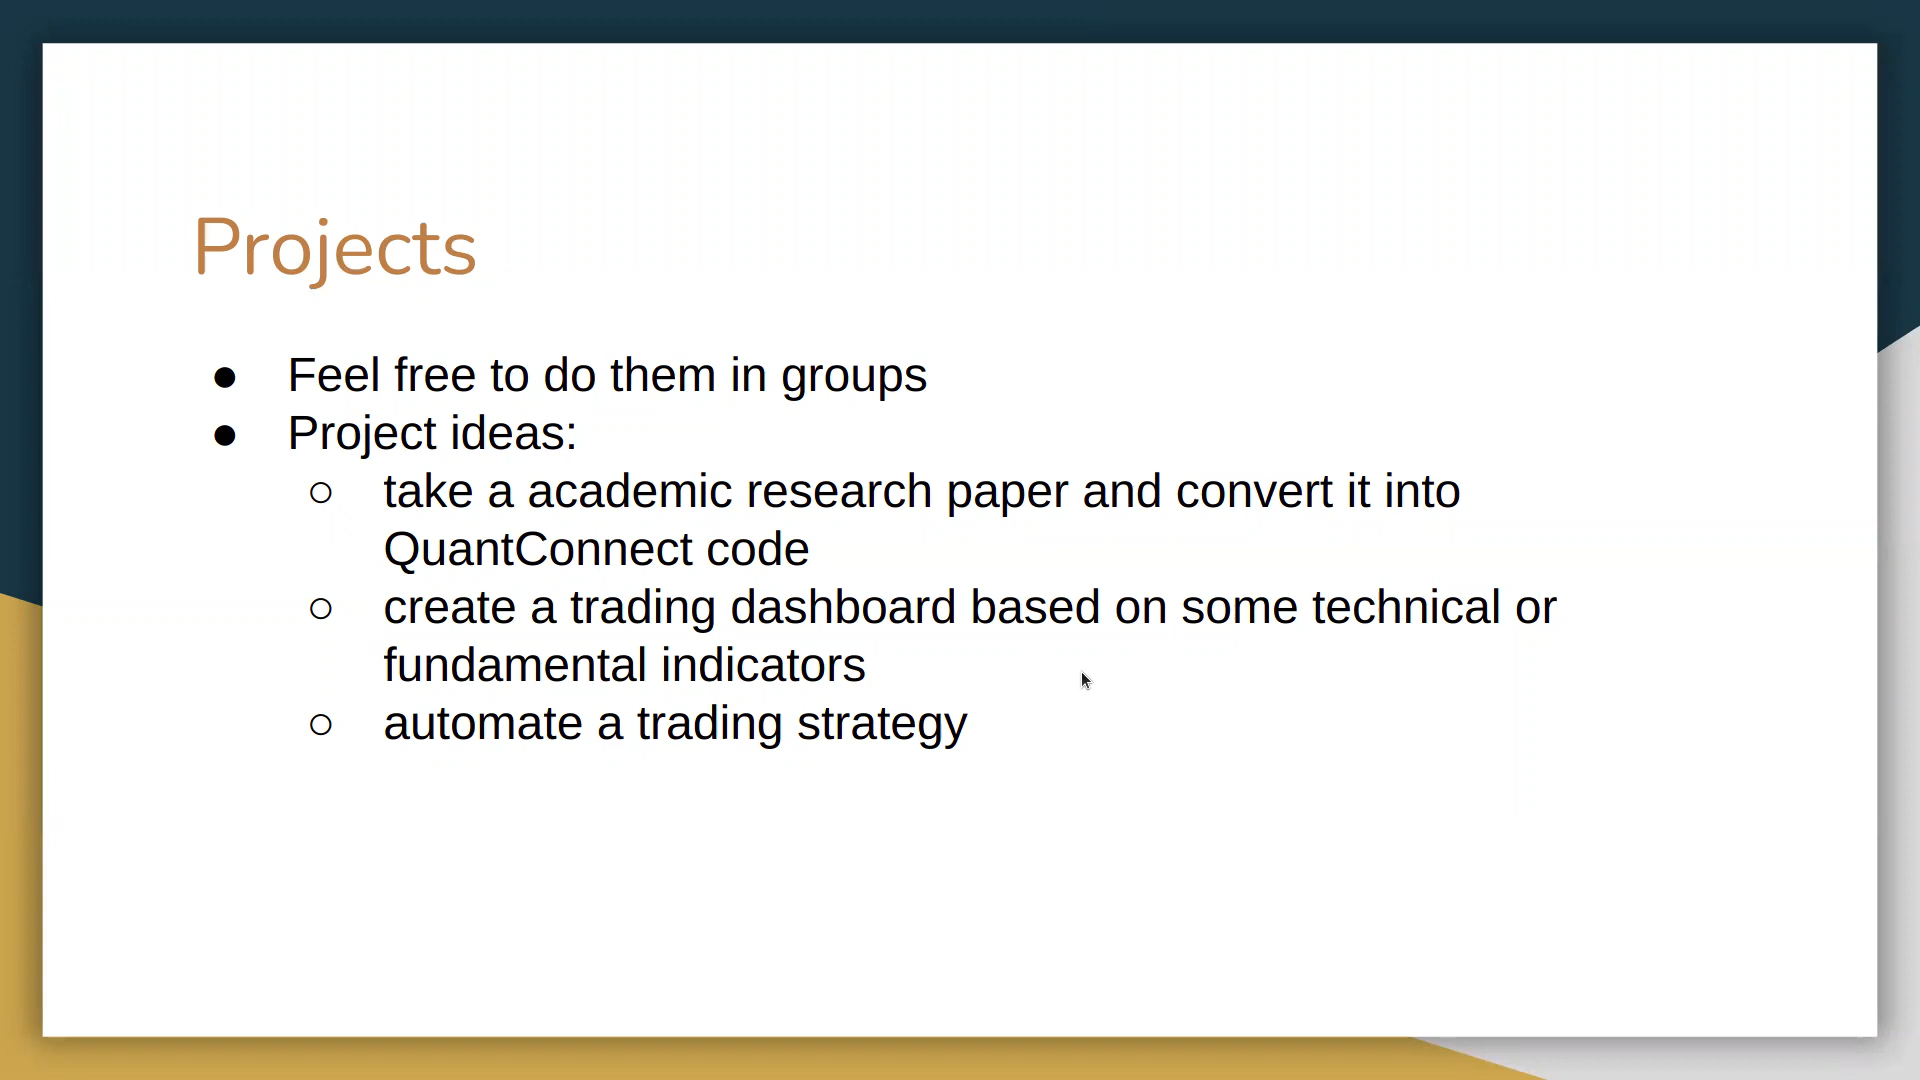 Projects
● Feel free to do them in groups
● Project ideas:
○ take a academic research paper and convert it into
QuantConnect code
○ create a trading dashboard based on some technical or
fundamental indicators
○ automate a trading strategy